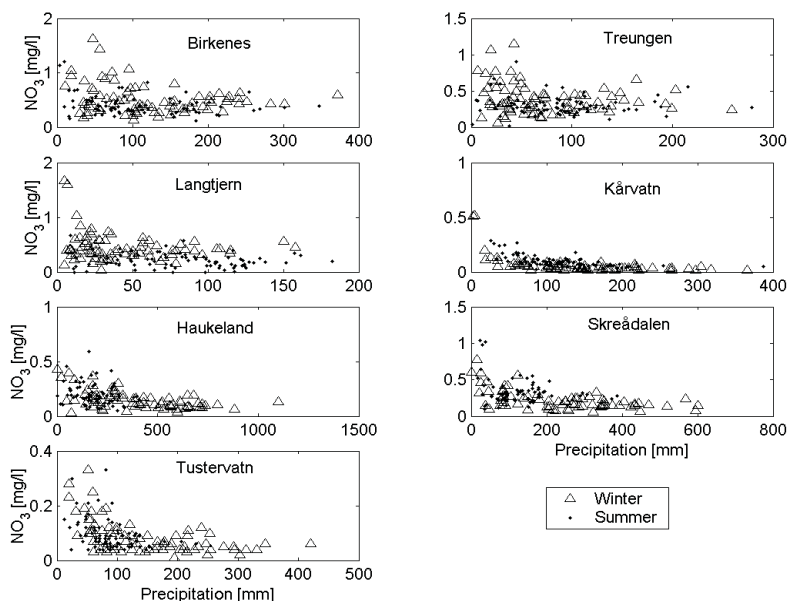 Birkenes
NO3 [mg/l]
2
1
0
0 100 200 300 400
Treungen
1.5
1
0.5
0
0 100 200 300
Langtjern
NO3 [mg/l]
2
1
0
0 50 100 150 200
Kårvatn
1
0.5
0
0 100 200 300 400
Haukeland
NO3 [mg/l]
1
0.5
0
0 500 1000 1500
Skreådalen
1.5
1
0.5
0
0 200 400 600 800
Precipitation [mm]
Tustervatn
NO3 [mg/l]
0.4
0.2
0
0 100 200 300 400 500
Precipitation [mm]
Winter
Summer